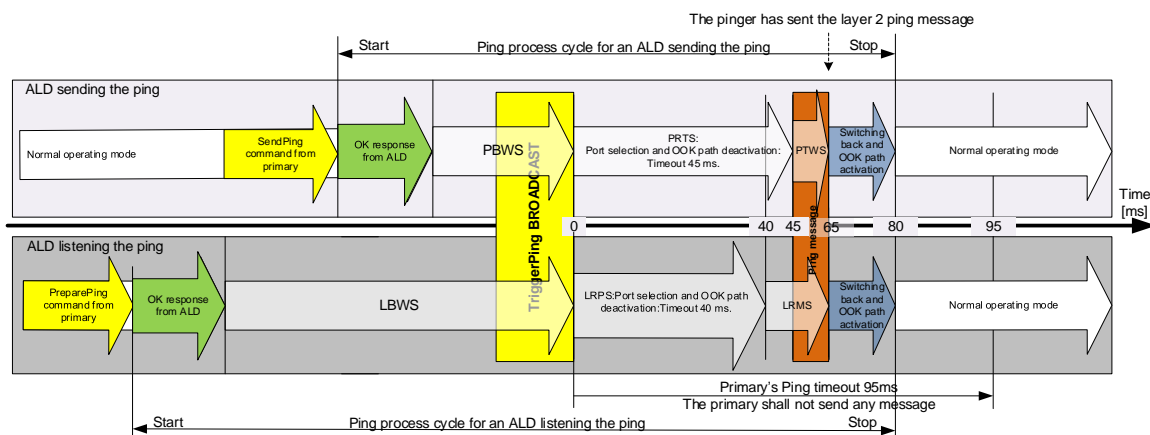 The pinger has sent the layer 2 ping message
Start
Ping process cycle for an ALD sending the ping
Stop
ALD sending the ping
Normal operating mode
SendPing
command from
primary
OK response
from ALD
PBWS
TriggerPing BROADCAST
PRTS:
Port selection and OOK path
deactivation:
Timeout 45 ms.
PTWS
Ping message
Switching
back and
OOK path
activation
Normal operating mode
Time
[ms]
0
40
45
65
80
95
ALD listening the ping
PreparePing
command from
primary
OK response
from ALD
LBWS
LRPS:Port selection and OOK path
deactivation:Timeout 40 ms.
LRMS
Switching
back and
OOK path
activation
Normal operating mode
Primary's Ping timeout 95ms
The primary shall not send any message
Start
Ping process cycle for an ALD listening the ping
Stop